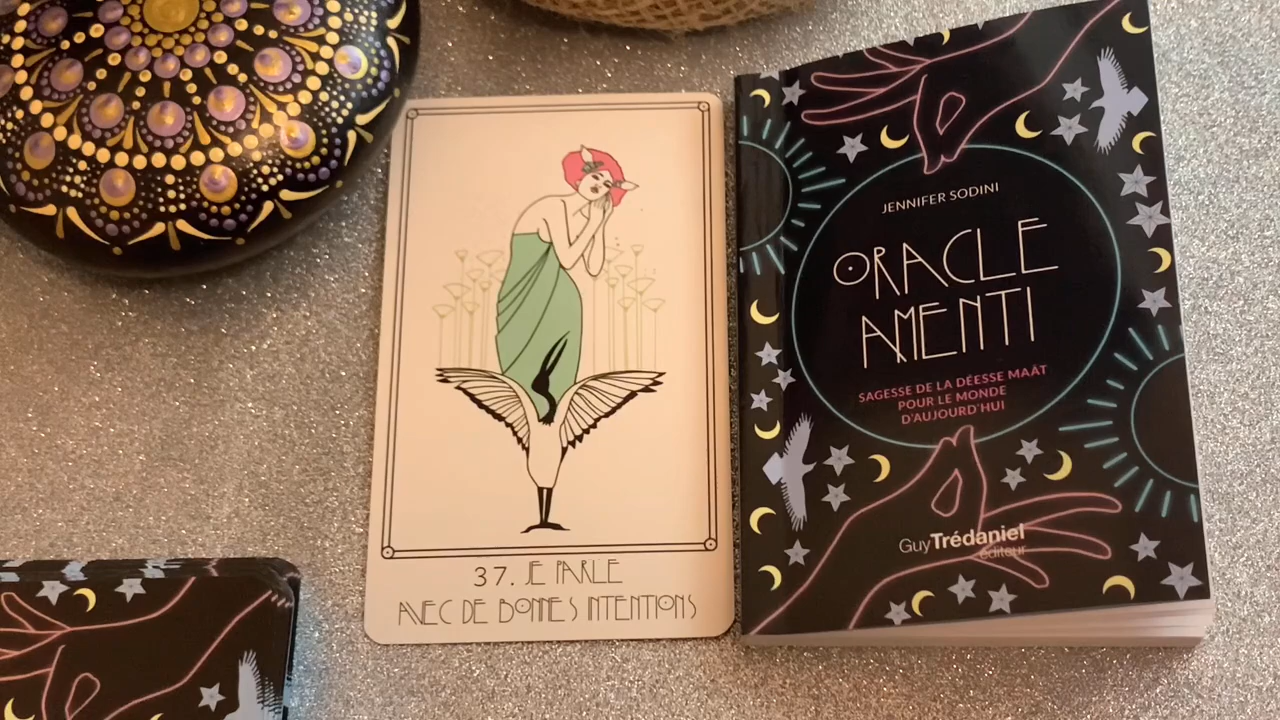 37. JE PARLE
AVEC DE BONNES INTENTIONS
JENNIFER SODINI
ORACLE
AMENTI
SAGESSE DE LA DÉESSE MAÂT
POUR LE MONDE
D'AUJOURD'HUI
GuyTrédaniel
éditeur